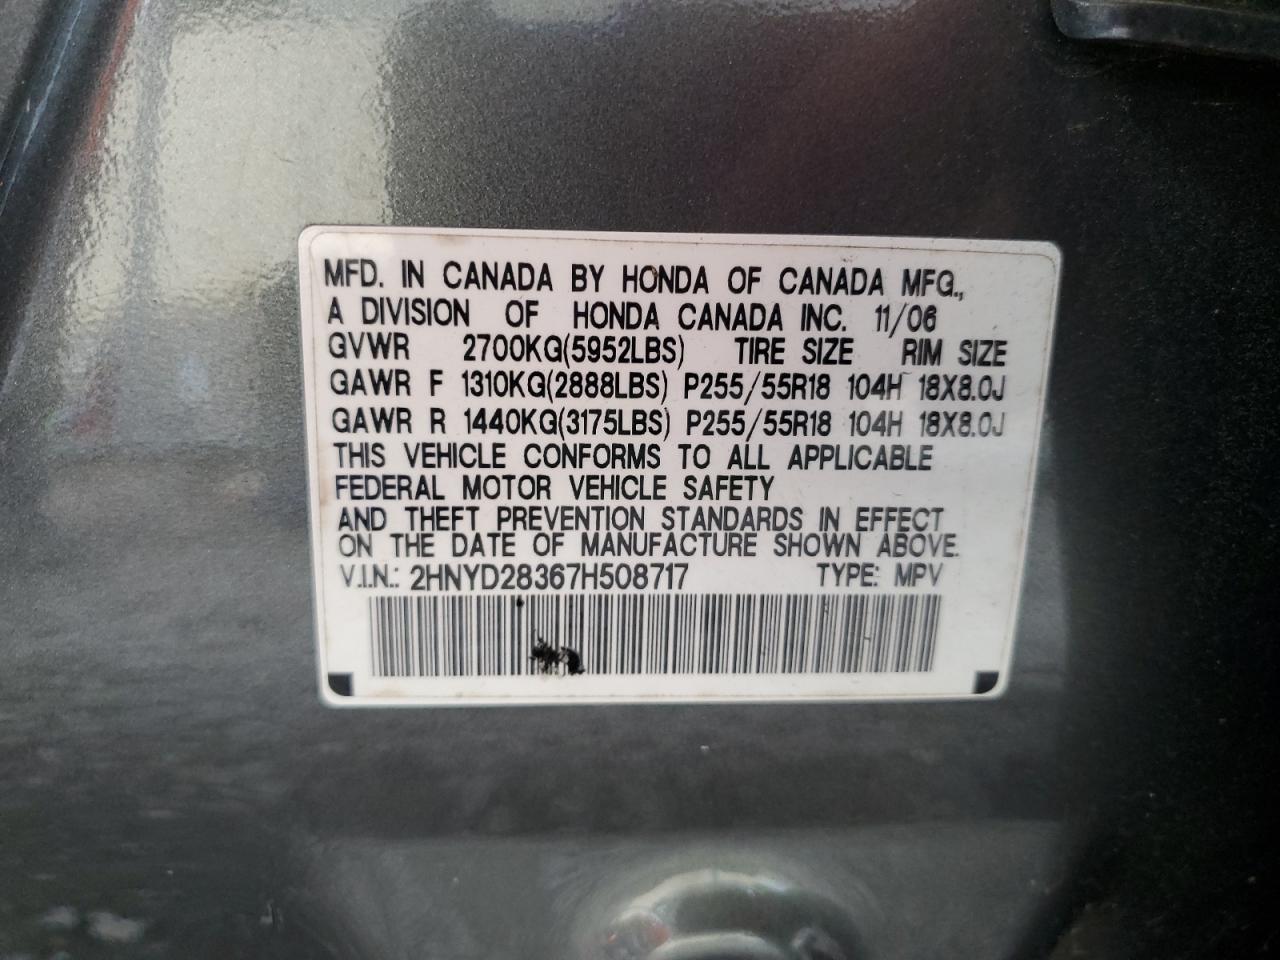 MFD. IN CANADA BY HONDA OF CANADA MFG.,
A DIVISION OF HONDA CANADA INC. 11/06
GVWR 2700KG(5952LBS) TIRE SIZE RIM SIZE
GAWR F 1310KG(2888LBS) P255/55R18 104H 18X8.0J
GAWR R 1440KG(3175LBS) P255/55R18 104H 18X8.0J
THIS VEHICLE CONFORMS TO ALL APPLICABLE
FEDERAL MOTOR VEHICLE SAFETY
AND THEFT PREVENTION STANDARDS IN EFFECT
ON THE DATE OF MANUFACTURE SHOWN ABOVE.
V.I.N.: 2HNYD28367H508717 TYPE: MPV